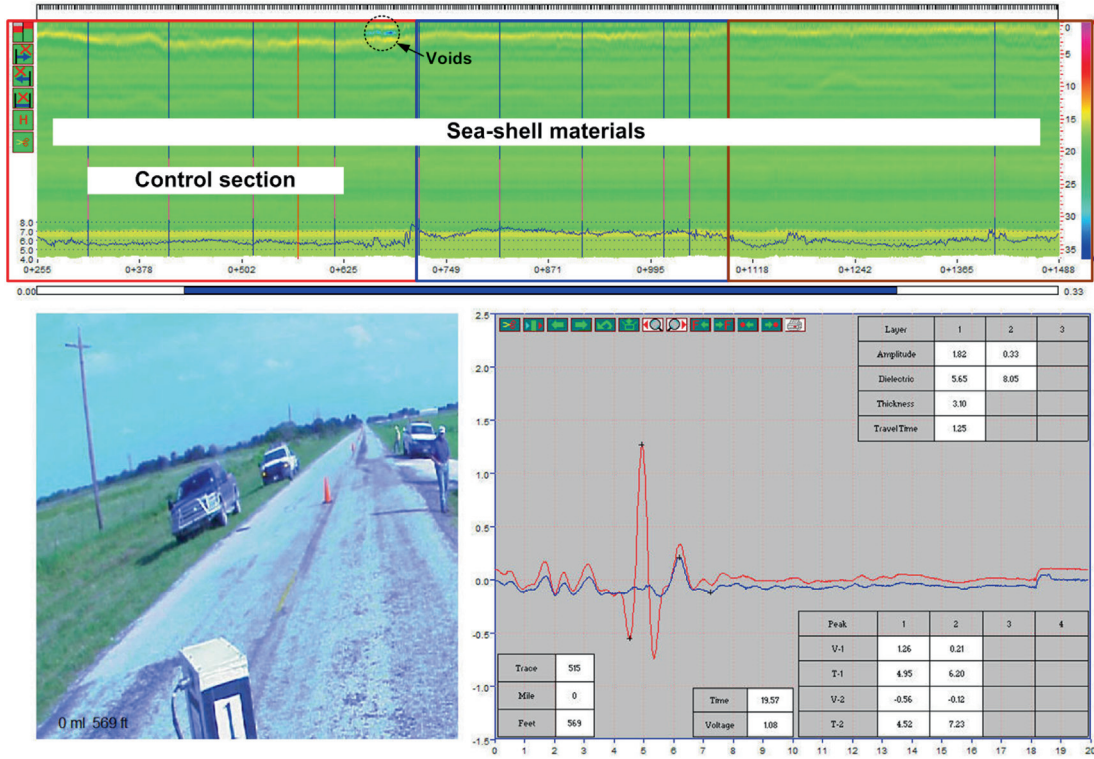 0
5
Voids
10
Sea-shell materials
15
20
Control section
25
30
8.0
7.0
6.0
5.0
4.0
35
0+255 0+378 0+502 0+625 0+749 0+871 0+995 0+1118 0+1242 0+1365 0+1488
0.00 0.33
H
2.5
2.0
1.5
1.0
0.5
0.0
-0.5
-1.0
-1.5
Layer 1 2 3
Amplitude 1.82 0.33
Dielectric 5.65 8.05
Thickness 3.10
Travel Time 1.25
Peak 1 2 3 4
V-1 1.26 0.21
T-1 4.95 6.20
V-2 -0.56 -0.12
T-2 4.52 7.23
Trace 515
Mile 0
Feet 569
Time 19.57
Voltage 1.08
0 1 2 3 4 5 6 7 8 9 10 11 12 13 14 15 16 17 18 19 20
1
0 ml 569 ft